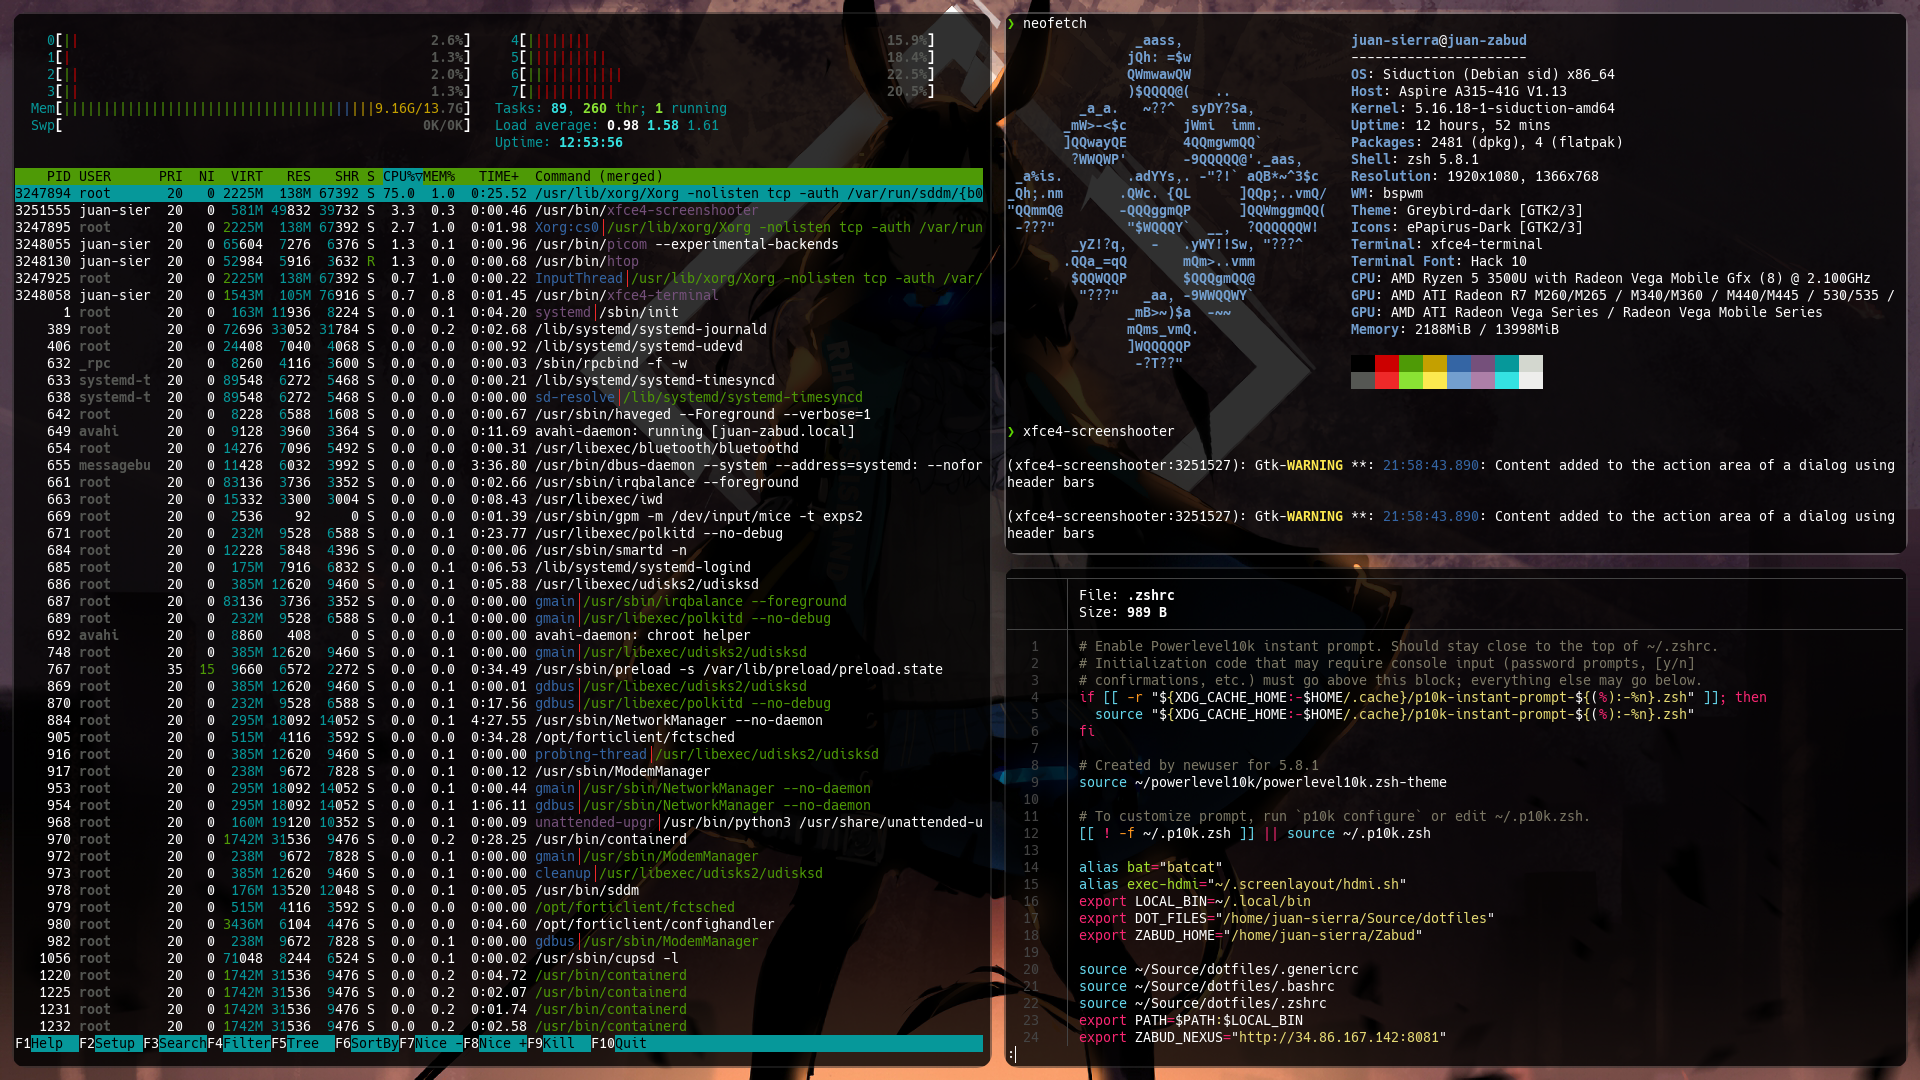 0[|| 2.6%] 4[|||||||| 15.9%]
1[| 1.3%] 5[||||||||||| 18.4%]
2[|| 2.0%] 6[|||||||||||| 22.5%]
3[|| 1.3%] 7[||||||||||| 20.5%]
Mem[|||||||||||||||||||||||||||||||||||||||9.16G/13.7G] Tasks: 89, 260 thr; 1 running
Swp[ 0K/0K] Load average: 0.98 1.58 1.61
Uptime: 12:53:56
PID USER PRI NI VIRT RES SHR S CPU%▽MEM% TIME+ Command (merged)
3247894 root 20 0 2225M 138M 67392 S 75.0 1.0 0:25.52 /usr/lib/xorg/Xorg -nolisten tcp -auth /var/run/sddm/{b0
3251555 juan-sier 20 0 581M 49832 39732 S 3.3 0.3 0:00.46 /usr/bin/xfce4-screenshooter
3247895 root 20 0 2225M 138M 67392 S 2.7 1.0 0:01.98 Xorg:cs0│/usr/lib/xorg/Xorg -nolisten tcp -auth /var/run
3248055 juan-sier 20 0 65604 7276 6376 S 1.3 0.1 0:00.96 /usr/bin/picom --experimental-backends
3248130 juan-sier 20 0 52984 5916 3632 R 1.3 0.0 0:00.68 /usr/bin/htop
3247925 root 20 0 2225M 138M 67392 S 0.7 1.0 0:00.22 InputThread│/usr/lib/xorg/Xorg -nolisten tcp -auth /var/
3248058 juan-sier 20 0 1543M 105M 76916 S 0.7 0.8 0:01.45 /usr/bin/xfce4-terminal
1 root 20 0 163M 11936 8224 S 0.0 0.1 0:04.20 systemd│/sbin/init
389 root 20 0 72696 33052 31784 S 0.0 0.2 0:02.68 /lib/systemd/systemd-journald
406 root 20 0 24408 7040 4068 S 0.0 0.0 0:00.92 /lib/systemd/systemd-udevd
632 _rpc 20 0 8260 4116 3600 S 0.0 0.0 0:00.03 /sbin/rpcbind -f -w
633 systemd-t 20 0 89548 6272 5468 S 0.0 0.0 0:00.21 /lib/systemd/systemd-timesyncd
638 systemd-t 20 0 89548 6272 5468 S 0.0 0.0 0:00.00 sd-resolve│/lib/systemd/systemd-timesyncd
642 root 20 0 8228 6588 1608 S 0.0 0.0 0:00.67 /usr/sbin/haveged --Foreground --verbose=1
649 avahi 20 0 9128 3960 3364 S 0.0 0.0 0:11.69 avahi-daemon: running [juan-zabud.local]
654 root 20 0 14276 7096 5492 S 0.0 0.0 0:00.31 /usr/libexec/bluetooth/bluetoothd
655 messagebu 20 0 11428 6032 3992 S 0.0 0.0 3:36.80 /usr/bin/dbus-daemon --system --address=systemd: --nofor
661 root 20 0 83136 3736 3352 S 0.0 0.0 0:02.66 /usr/sbin/irqbalance --foreground
663 root 20 0 15332 3300 3004 S 0.0 0.0 0:08.43 /usr/libexec/iwd
669 root 20 0 2536 92 0 S 0.0 0.0 0:01.39 /usr/sbin/gpm -m /dev/input/mice -t exps2
671 root 20 0 232M 9528 6588 S 0.0 0.1 0:23.77 /usr/libexec/polkitd --no-debug
684 root 20 0 12228 5848 4396 S 0.0 0.0 0:00.06 /usr/sbin/smartd -n
685 root 20 0 175M 7916 6832 S 0.0 0.1 0:06.53 /lib/systemd/systemd-logind
686 root 20 0 385M 12620 9460 S 0.0 0.1 0:05.88 /usr/libexec/udisks2/udisksd
687 root 20 0 83136 3736 3352 S 0.0 0.0 0:00.00 gmain│/usr/sbin/irqbalance --foreground
689 root 20 0 232M 9528 6588 S 0.0 0.1 0:00.00 gmain│/usr/libexec/polkitd --no-debug
692 avahi 20 0 8860 408 0 S 0.0 0.0 0:00.00 avahi-daemon: chroot helper
748 root 20 0 385M 12620 9460 S 0.0 0.1 0:00.00 gmain│/usr/libexec/udisks2/udisksd
767 root 35 15 9660 6572 2272 S 0.0 0.0 0:34.49 /usr/sbin/preload -s /var/lib/preload/preload.state
869 root 20 0 385M 12620 9460 S 0.0 0.1 0:00.01 gdbus│/usr/libexec/udisks2/udisksd
870 root 20 0 232M 9528 6588 S 0.0 0.1 0:17.56 gdbus│/usr/libexec/polkitd --no-debug
884 root 20 0 295M 18092 14052 S 0.0 0.1 4:27.55 /usr/sbin/NetworkManager --no-daemon
905 root 20 0 515M 4116 3592 S 0.0 0.0 0:34.28 /opt/forticlient/fctsched
916 root 20 0 385M 12620 9460 S 0.0 0.1 0:00.00 probing-thread│/usr/libexec/udisks2/udisksd
917 root 20 0 238M 9672 7828 S 0.0 0.1 0:00.12 /usr/sbin/ModemManager
953 root 20 0 295M 18092 14052 S 0.0 0.1 0:00.44 gmain│/usr/sbin/NetworkManager --no-daemon
954 root 20 0 295M 18092 14052 S 0.0 0.1 1:06.11 gdbus│/usr/sbin/NetworkManager --no-daemon
968 root 20 0 160M 19120 10352 S 0.0 0.1 0:00.09 unattended-upgr│/usr/bin/python3 /usr/share/unattended-u
970 root 20 0 1742M 31536 9476 S 0.0 0.2 0:28.25 /usr/bin/containerd
972 root 20 0 238M 9672 7828 S 0.0 0.1 0:00.00 gmain│/usr/sbin/ModemManager
973 root 20 0 385M 12620 9460 S 0.0 0.1 0:00.00 cleanup│/usr/libexec/udisks2/udisksd
978 root 20 0 176M 13520 12048 S 0.0 0.1 0:00.05 /usr/bin/sddm
979 root 20 0 515M 4116 3592 S 0.0 0.0 0:00.00 /opt/forticlient/fctsched
980 root 20 0 3436M 6104 4476 S 0.0 0.0 0:04.60 /opt/forticlient/confighandler
982 root 20 0 238M 9672 7828 S 0.0 0.1 0:00.00 gdbus│/usr/sbin/ModemManager
1056 root 20 0 71048 8244 6524 S 0.0 0.1 0:00.02 /usr/sbin/cupsd -l
1220 root 20 0 1742M 31536 9476 S 0.0 0.2 0:04.72 /usr/bin/containerd
1225 root 20 0 1742M 31536 9476 S 0.0 0.2 0:02.07 /usr/bin/containerd
1231 root 20 0 1742M 31536 9476 S 0.0 0.2 0:01.74 /usr/bin/containerd
1232 root 20 0 1742M 31536 9476 S 0.0 0.2 0:02.58 /usr/bin/containerd
F1Help F2Setup F3SearchF4FilterF5Tree F6SortByF7Nice -F8Nice +F9Kill F10Quit
❯ neofetch
_aass,
jQh: =$w
QWmwawQW
)$QQQQ@( ..
_a_a. ~??^ syDY?Sa,
_mW>-<$c jWmi imm.
]QQwayQE 4QQmgwmQQ`
?WWQWP' -9QQQQQ@'._aas,
_a%is. .adYYs,. -"?!` aQB*~^3$c
_Qh;.nm .QWc. {QL ]QQp;..vmQ/
"QQmmQ@ -QQQggmQP ]QQWmggmQQ(
-???" "$WQQQY` __, ?QQQQQQW!
_yZ!?q, - .yWY!!Sw, "???^
.QQa_=qQ mQm>..vmm
$QQWQQP $QQQgmQQ@
"???" _aa, -9WWQQWY`
_mB>~)$a -~~
mQms_vmQ.
]WQQQQP
-?T??"
juan-sierra@juan-zabud
----------------------
OS: Siduction (Debian sid) x86_64
Host: Aspire A315-41G V1.13
Kernel: 5.16.18-1-siduction-amd64
Uptime: 12 hours, 52 mins
Packages: 2481 (dpkg), 4 (flatpak)
Shell: zsh 5.8.1
Resolution: 1920x1080, 1366x768
WM: bspwm
Theme: Greybird-dark [GTK2/3]
Icons: ePapirus-Dark [GTK2/3]
Terminal: xfce4-terminal
Terminal Font: Hack 10
CPU: AMD Ryzen 5 3500U with Radeon Vega Mobile Gfx (8) @ 2.100GHz
GPU: AMD ATI Radeon R7 M260/M265 / M340/M360 / M440/M445 / 530/535 /
GPU: AMD ATI Radeon Vega Series / Radeon Vega Mobile Series
Memory: 2188MiB / 13998MiB
❯ xfce4-screenshooter
(xfce4-screenshooter:3251527): Gtk-WARNING **: 21:58:43.890: Content added to the action area of a dialog using
header bars
(xfce4-screenshooter:3251527): Gtk-WARNING **: 21:58:43.890: Content added to the action area of a dialog using
header bars
File: .zshrc
Size: 989 B
1 # Enable Powerlevel10k instant prompt. Should stay close to the top of ~/.zshrc.
2 # Initialization code that may require console input (password prompts, [y/n]
3 # confirmations, etc.) must go above this block; everything else may go below.
4 if [[ -r "${XDG_CACHE_HOME:-$HOME/.cache}/p10k-instant-prompt-${(%):-%n}.zsh" ]]; then
5 source "${XDG_CACHE_HOME:-$HOME/.cache}/p10k-instant-prompt-${(%):-%n}.zsh"
6 fi
7
8 # Created by newuser for 5.8.1
9 source ~/powerlevel10k/powerlevel10k.zsh-theme
10
11 # To customize prompt, run `p10k configure` or edit ~/.p10k.zsh.
12 [[ ! -f ~/.p10k.zsh ]] || source ~/.p10k.zsh
13
14 alias bat="batcat"
15 alias exec-hdmi="~/.screenlayout/hdmi.sh"
16 export LOCAL_BIN=~/.local/bin
17 export DOT_FILES="/home/juan-sierra/Source/dotfiles"
18 export ZABUD_HOME="/home/juan-sierra/Zabud"
19
20 source ~/Source/dotfiles/.genericrc
21 source ~/Source/dotfiles/.bashrc
22 source ~/Source/dotfiles/.zshrc
23 export PATH=$PATH:$LOCAL_BIN
24 export ZABUD_NEXUS="http://34.86.167.142:8081"
: